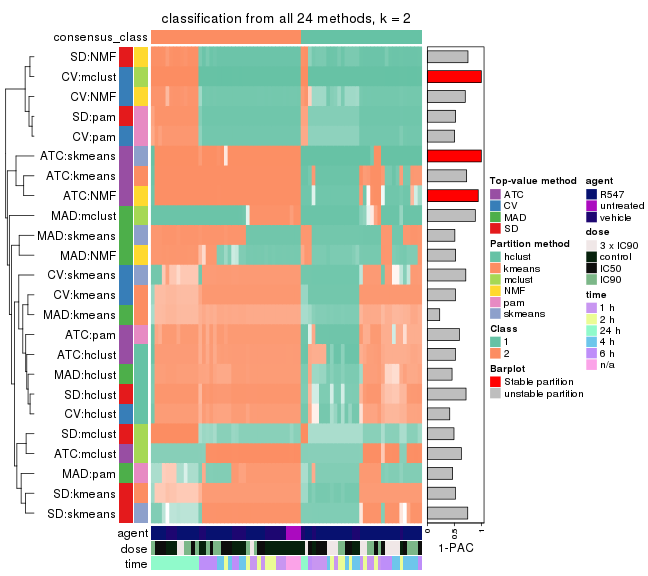 classification from all 24 methods, k = 2
consensus_class
SD:NMF
CV:mclust
CV:NMF
SD:pam
CV:pam
ATC:skmeans
ATC:kmeans
ATC:NMF
MAD:mclust
MAD:skmeans
MAD:NMF
CV:skmeans
CV:kmeans
MAD:kmeans
ATC:pam
ATC:hclust
MAD:hclust
SD:hclust
CV:hclust
SD:mclust
ATC:mclust
MAD:pam
SD:kmeans
SD:skmeans
agent
dose
time
0
0.5
1
1-PAC
Top-value method
ATC
CV
MAD
SD
Partition method
hclust
kmeans
mclust
NMF
pam
skmeans
Class
1
2
Barplot
Stable partition
unstable partition
agent
R547
untreated
vehicle
dose
3 x IC90
control
IC50
IC90
time
1 h
2 h
24 h
4 h
6 h
n/a